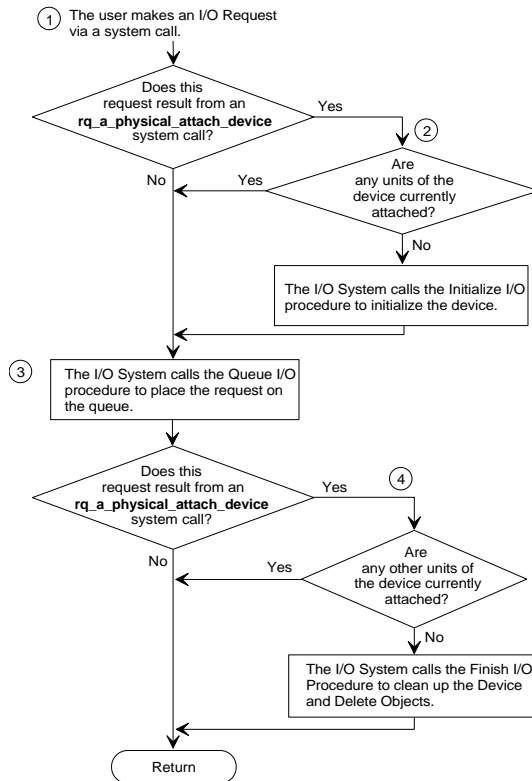 1
The user makes an I/O Request
via a system call.
Does this
request result from an
rq_a_physical_attach_device
system call?
Yes
No
2
Are
any units of the
device currently
attached?
Yes
No
The I/O System calls the Initialize I/O
procedure to initialize the device.
3
The I/O System calls the Queue I/O
procedure to place the request on
the queue.
Does this
request result from an
rq_a_physical_attach_device
system call?
Yes
No
4
Are
any other units of
the device currently
attached?
Yes
No
The I/O System calls the Finish I/O
Procedure to clean up the Device
and Delete Objects.
Return